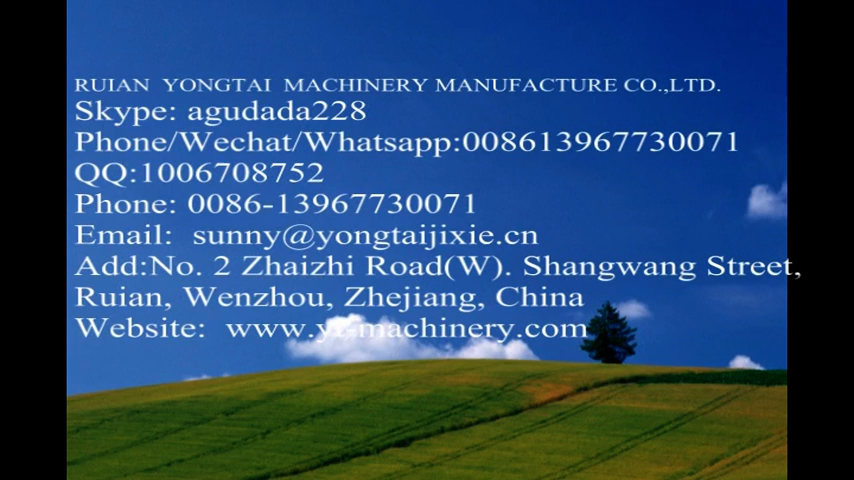 RUIAN YONGTAI MACHINERY MANUFACTURE CO.,LTD.
Skype: agudada228
Phone/Wechat/Whatsapp:008613967730071
QQ:1006708752
Phone: 0086-13967730071
Email: sunny@yongtaijixie.cn
Add:No. 2 Zhaizhi Road(W). Shangwang Street,
Ruian, Wenzhou, Zhejiang, China
Website: